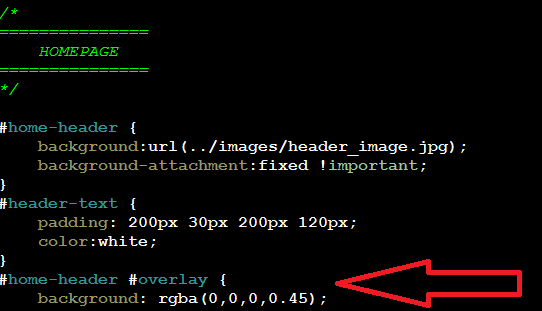 /*
===============
HOMEPAGE
===============
*/
#home-header {
background:url(../images/header_image.jpg);
background-attachment:fixed !important;
}
#header-text {
padding: 200px 30px 200px 120px;
color:white;
}
#home-header #overlay {
background: rgba(0,0,0,0.45);